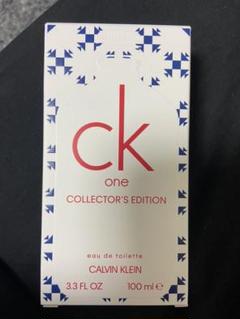 ck
one
COLLECTOR'S EDITION
eau de toilette
CALVIN KLEIN
3.3 FL OZ 100 ml ℮